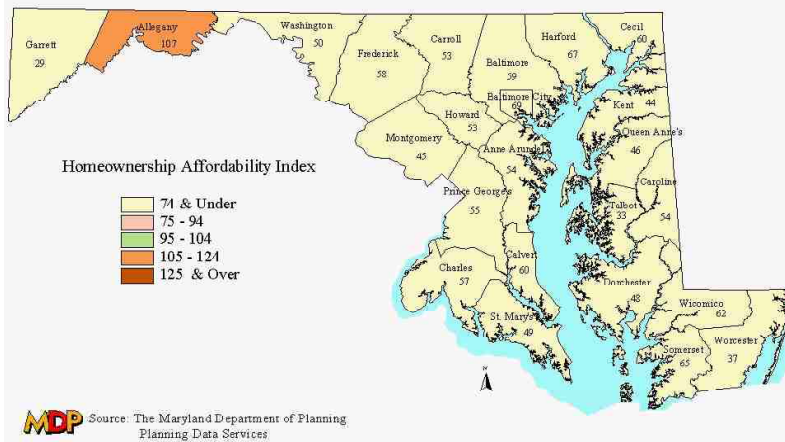 Garrett
29
Allegany
107
Washington
50
Frederick
58
Carroll
53
Baltimore
59
Harford
67
Cecil
60
Baltimore City
69
Kent
44
Howard
53
Queen Anne's
46
Montgomery
45
Anne Arundel
54
Prince George's
55
Caroline
54
Talbot
33
Calvert
60
Charles
57
Dorchester
48
St. Mary's
49
Wicomico
62
Somerset
65
Worcester
37
Homeownership Affordability Index
74 & Under
75 - 94
95 - 104
105 - 124
125 & Over
N
MDP Source: The Maryland Department of Planning
Planning Data Services